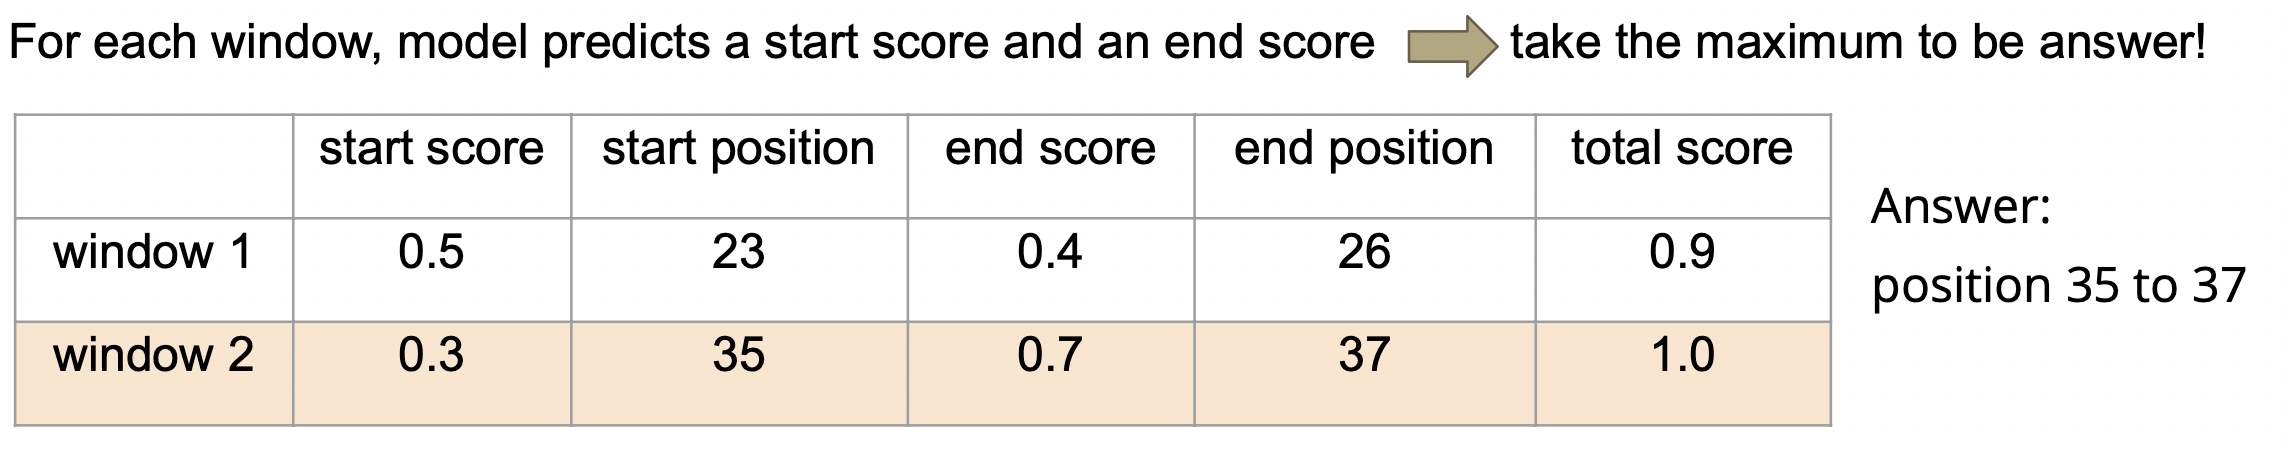 For each window, model predicts a start score and an end score take the maximum to be answer!
start score start position end score end position total score
window 1 0.5 23 0.4 26 0.9
window 2 0.3 35 0.7 37 1.0
Answer:
position 35 to 37